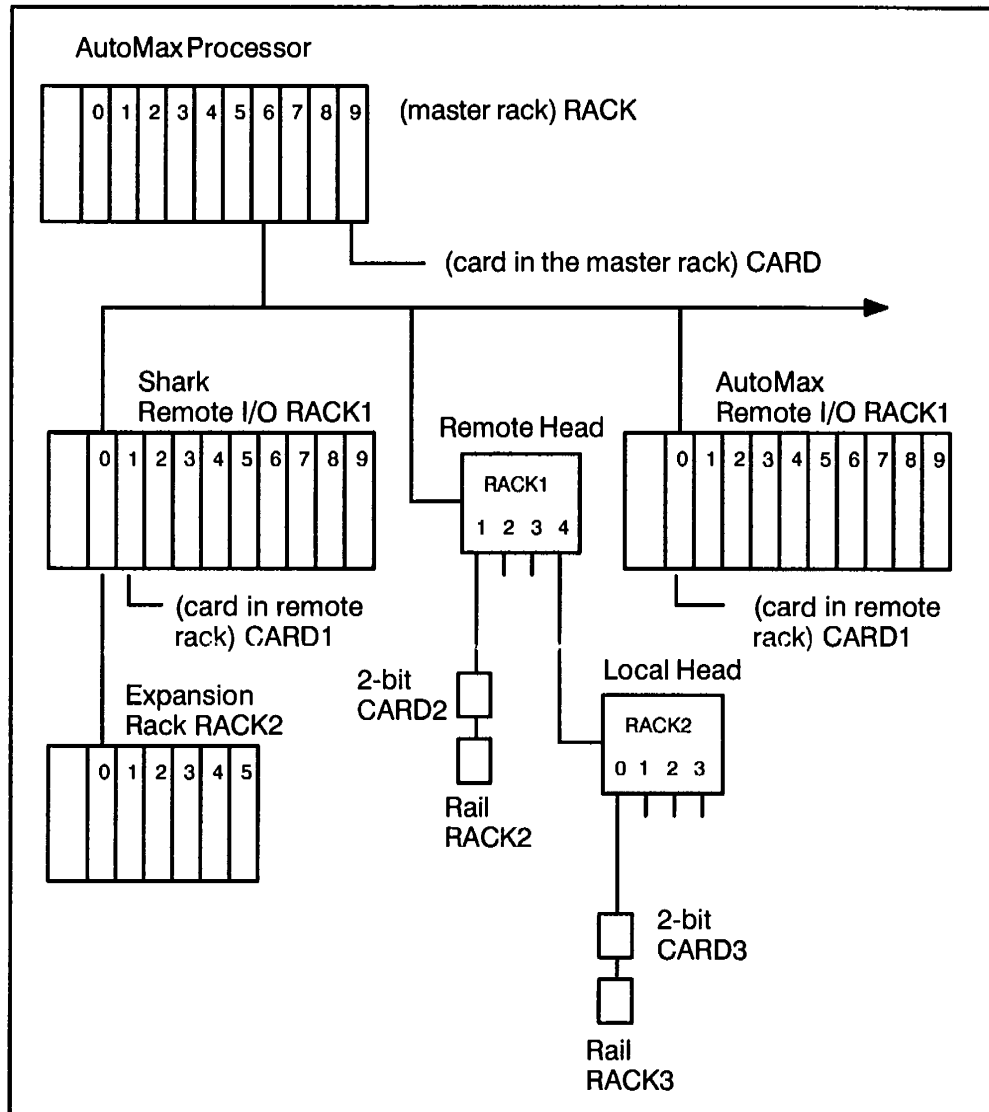 AutoMax Processor
0 1 2 3 4 5 6 7 8 9
(master rack) RACK
(card in the master rack) CARD
Shark
Remote I/O RACK1
0 1 2 3 4 5 6 7 8 9
(card in remote
rack) CARD1
Remote Head
RACK1
1 2 3 4
AutoMax
Remote I/O RACK1
0 1 2 3 4 5 6 7 8 9
(card in remote
rack) CARD1
Expansion
Rack RACK2
0 1 2 3 4 5
2-bit
CARD2
Rail
RACK2
Local Head
RACK2
0 1 2 3
2-bit
CARD3
Rail
RACK3